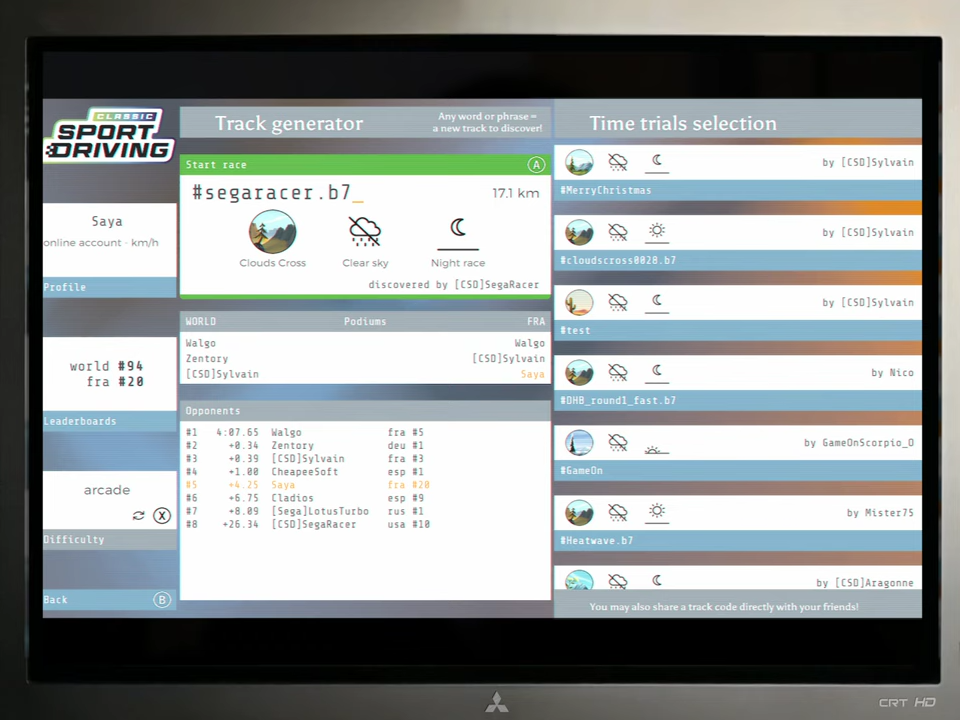 CLASSIC
SPORT
DRIVING
Saya
online account · km/h
Profile
world #94
fra #20
Leaderboards
arcade
X
Difficulty
Back
B
Track generator
Any word or phrase =
a new track to discover!
Start race
A
#segaracer.b7_
17.1 km
Clouds Cross
Clear sky
Night race
discovered by [CSD]SegaRacer
WORLD Podiums FRA
Walgo Walgo
Zentory [CSD]Sylvain
[CSD]Sylvain Saya
Opponents
#1 4:07.65 Walgo fra #5
#2 +0.34 Zentory deu #1
#3 +0.39 [CSD]Sylvain fra #3
#4 +1.00 CheapeeSoft esp #1
#5 +4.25 Saya fra #20
#6 +6.75 Cladios esp #9
#7 +8.09 [Sega]LotusTurbo rus #1
#8 +26.34 [CSD]SegaRacer usa #10
Time trials selection
by [CSD]Sylvain
#MerryChristmas
by [CSD]Sylvain
#cloudscross0028.b7
by [CSD]Sylvain
#test
by Nico
#DHB_round1_fast.b7
by GameOnScorpio_O
#GameOn
by Mister75
#Heatwave.b7
by [CSD]Aragonne
You may also share a track code directly with your friends!
CRT HD